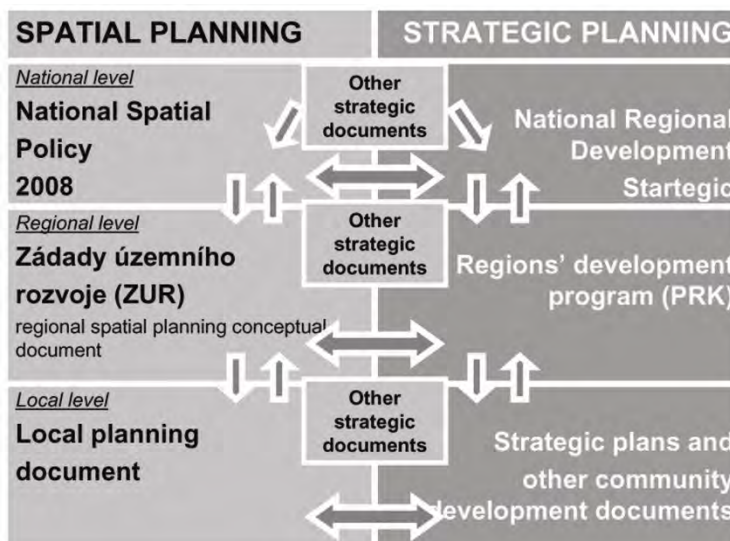 SPATIAL PLANNING
STRATEGIC PLANNING
National level
National Spatial
Policy
2008
Other
strategic
documents
National Regional
Development
Startegic
Regional level
Zádady územního
rozvoje (ZUR)
regional spatial planning conceptual
document
Other
strategic
documents
Regions’ development
program (PRK)
Local level
Local planning
document
Other
strategic
documents
Strategic plans and
other community
development documents